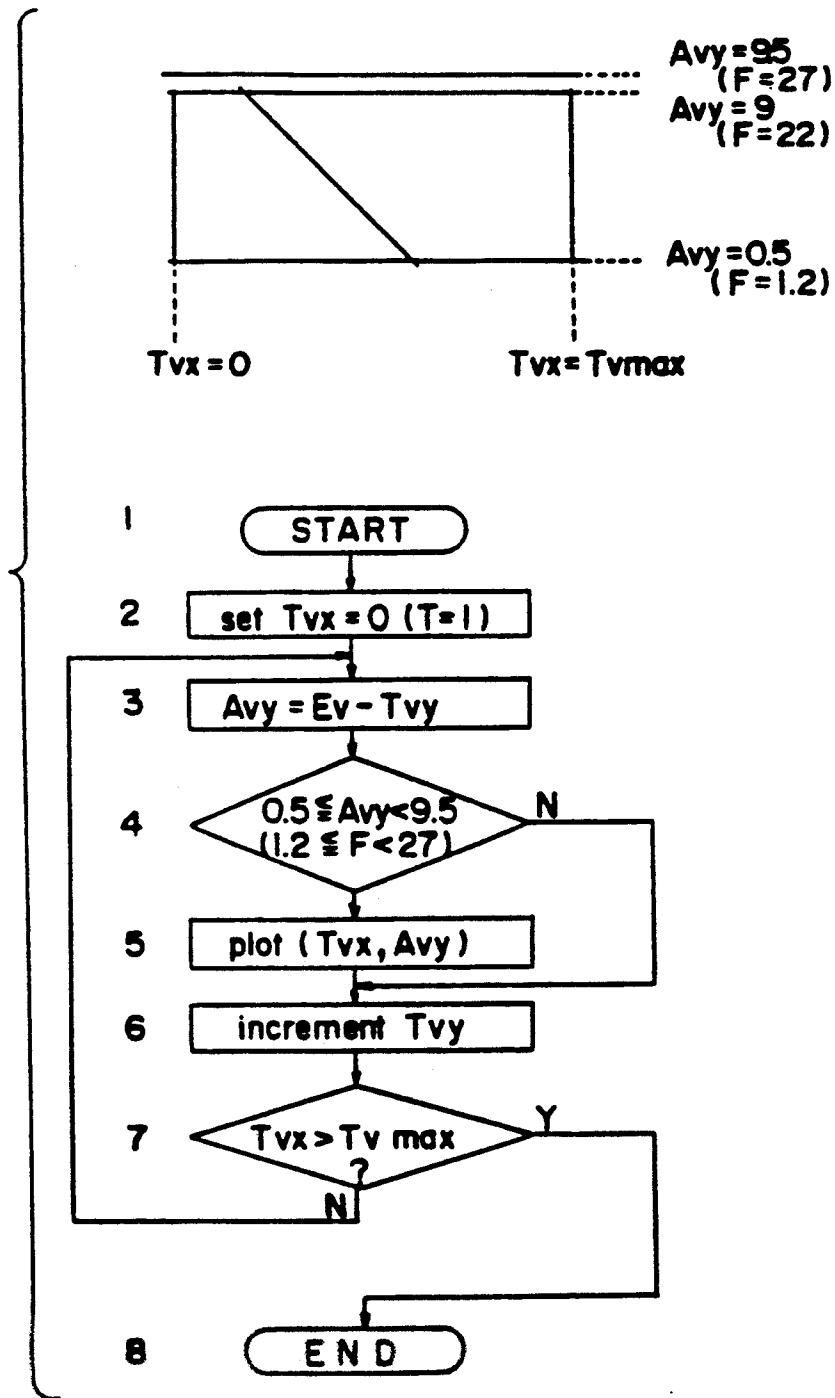 Avy=95
(F=27)
Avy=9
(F=22)
Avy=0.5
(F=1.2)
Tvx=0
Tvx=Tvmax
1
START
2
set Tvx=0 (T=1)
3
Avy=Ev-Tvy
4
0.5≦Avy<9.5
(1.2≦F<27)
N
5
plot (Tvx, Avy)
6
increment Tvy
7
Tvx>Tv max
?
Y
N
8
END